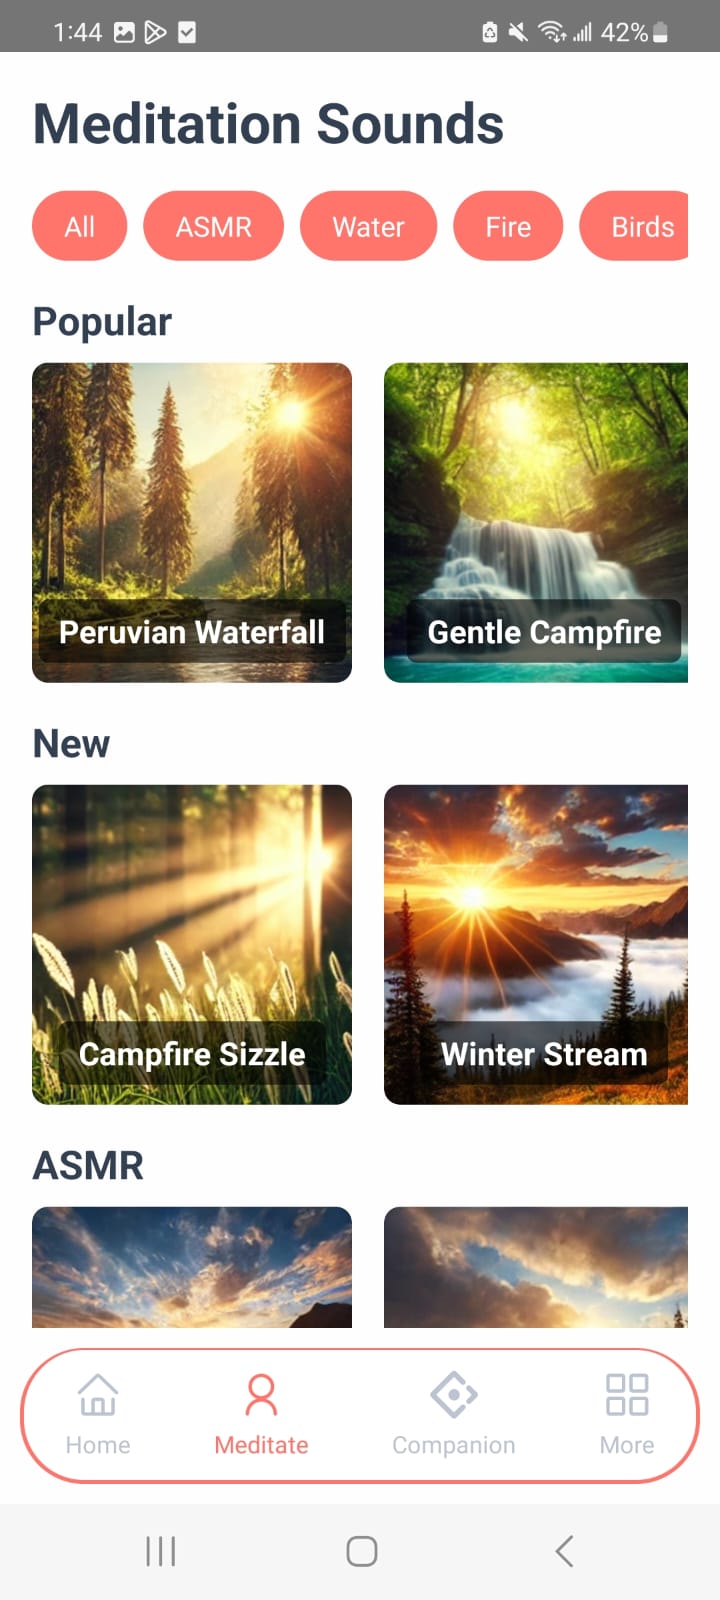 1:44 42%
Meditation Sounds
All ASMR Water Fire Birds
Popular
Peruvian Waterfall Gentle Campfire
New
Campfire Sizzle Winter Stream
ASMR
Home Meditate Companion More